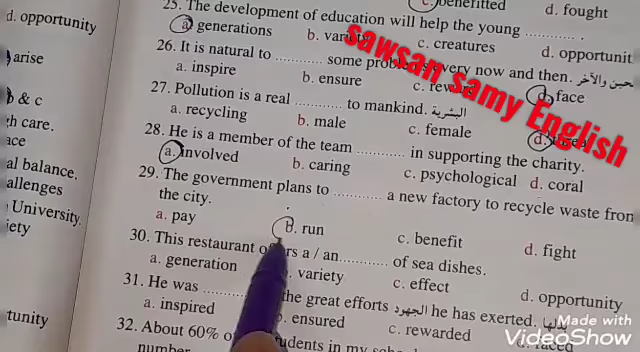 c. benefitted d. fought
25. The development of education will help the young ............ .
d. opportunity a. generations b. variety c. creatures d. opportunit
26. It is natural to ............ some problems every now and then. حين والآخر
arise a. inspire b. ensure c. reward d. face
27. Pollution is a real ............ to mankind. البشرية
b & c a. recycling b. male c. female d.
th care.
28. He is a member of the team ............ in supporting the charity.
ace a. involved b. caring c. psychological d. coral
al balance.
29. The government plans to ............ a new factory to recycle waste from
allenges the city.
University. a. pay b. run c. benefit d. fight
iety
30. This restaurant offers a / an ............ of sea dishes.
a. generation b. variety c. effect d. opportunity
31. He was ............ the great efforts الجهود he has exerted. بذلها
tunity a. inspired b. ensured c. rewarded d. faced
32. About 60% of students in my
number
sawsan samy English
Made with
VideoShow